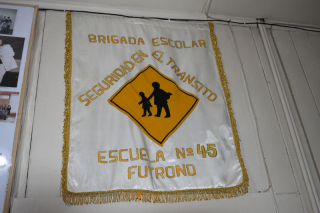 BRIGADA ESCOLAR
SEGURIDAD EN EL TRANSITO
ESCUELA Nº 45
FUTRONO